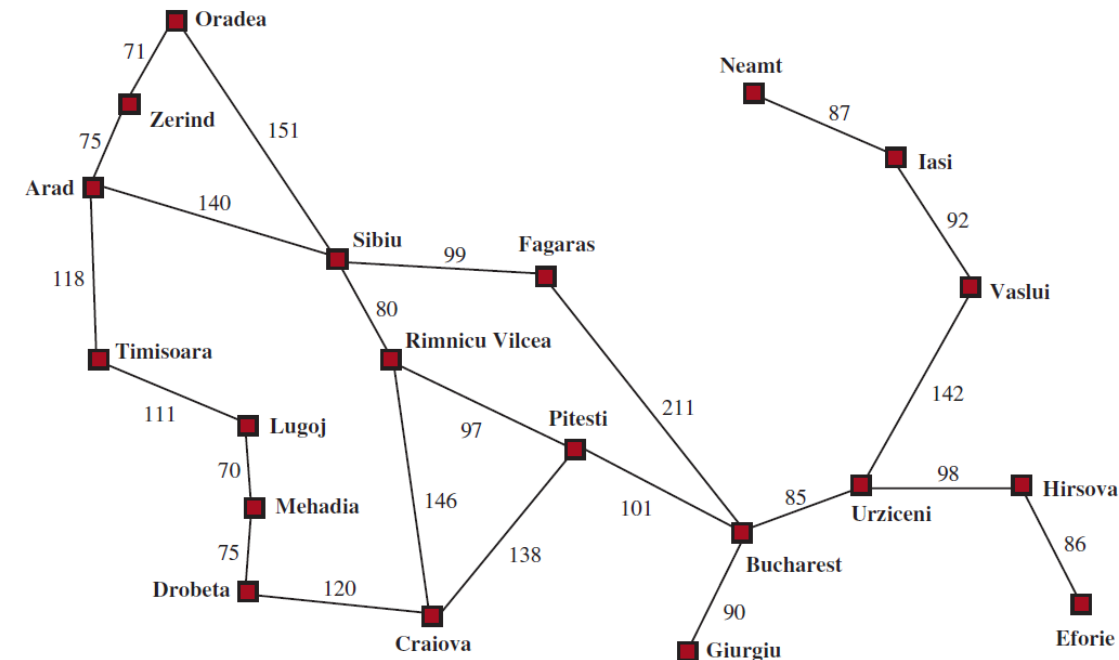 Oradea
71
Neamt
Zerind
87
75
151
Iasi
Arad
140
Sibiu
Fagaras
92
99
118
Vaslui
80
Rimnicu Vilcea
Timisoara
142
111
211
Pitesti
Lugoj
97
70
98
Hirsova
85
Mehadia
146
101
Urziceni
86
75
138
Bucharest
Drobeta
120
90
Craiova
Eforie
Giurgiu